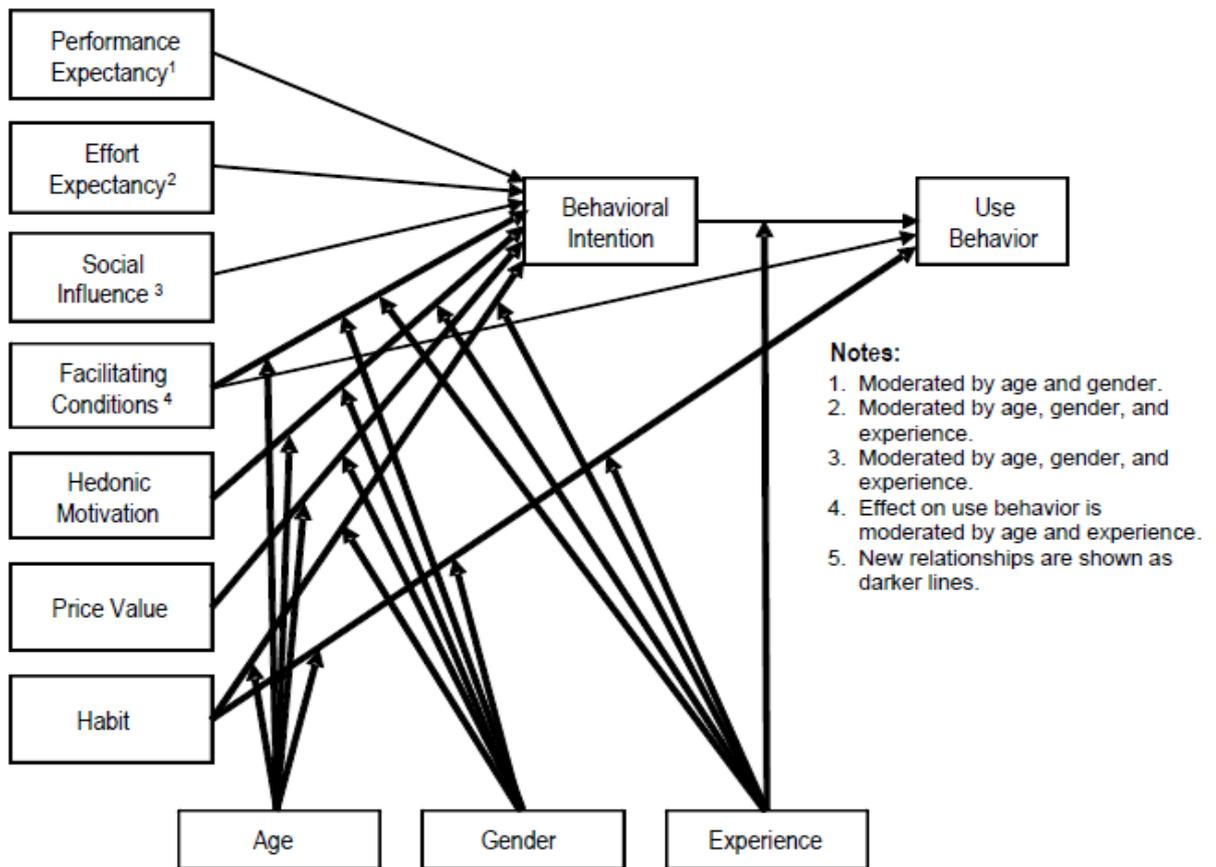 Performance
Expectancy¹
Effort
Expectancy²
Social
Influence ³
Facilitating
Conditions ⁴
Hedonic
Motivation
Price Value
Habit
Behavioral
Intention
Use
Behavior
Notes:
1. Moderated by age and gender.
2. Moderated by age, gender, and
experience.
3. Moderated by age, gender, and
experience.
4. Effect on use behavior is
moderated by age and experience.
5. New relationships are shown as
darker lines.
Age
Gender
Experience